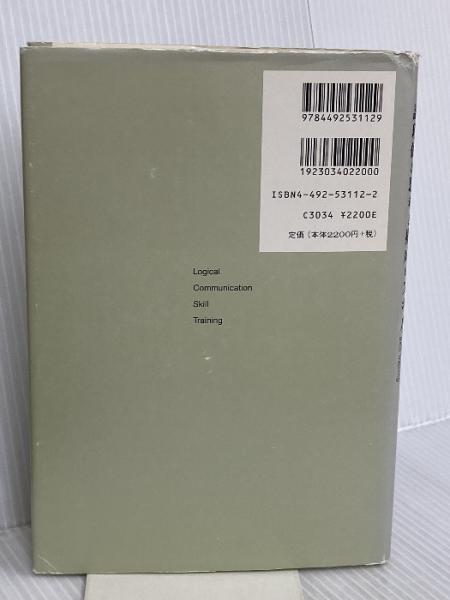 9784492531129
1923034022000
ISBN4-492-53112-2
C3034 ¥2200E
定価(本体2200円+税)
Logical
Communication
Skill
Training